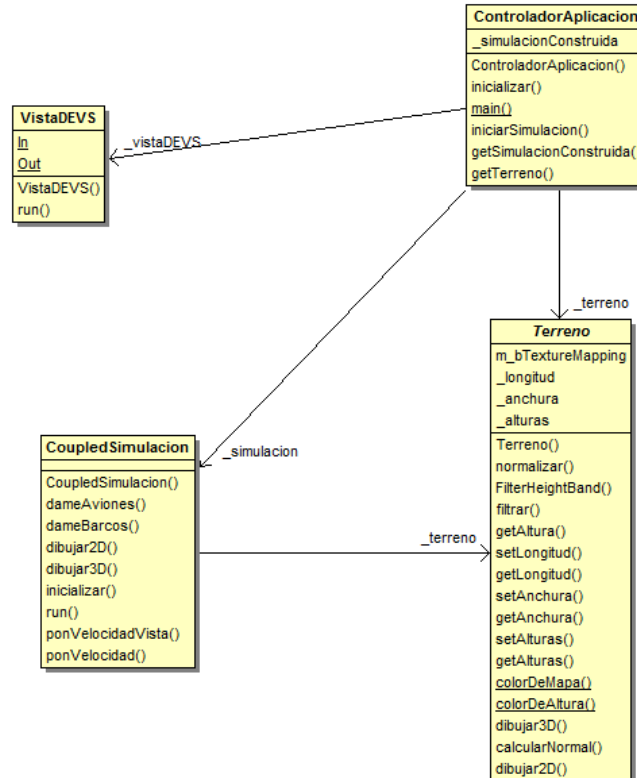 ControladorAplicacion
_simulacionConstruida
ControladorAplicacion()
inicializar()
main()
iniciarSimulacion()
getSimulacionConstruida(
getTerreno()
VistaDEVS
In
Out
VistaDEVS()
run()
_vistaDEVS
_terreno
Terreno
m_bTextureMapping
_longitud
_anchura
_alturas
Terreno()
normalizar()
FilterHeightBand()
filtrar()
getAltura()
setLongitud()
getLongitud()
setAnchura()
getAnchura()
setAlturas()
getAlturas()
colorDeMapa()
colorDeAltura()
dibujar3D()
calcularNormal()
dibujar2D()
_simulacion
CoupledSimulacion
CoupledSimulacion()
dameAviones()
dameBarcos()
dibujar2D()
dibujar3D()
inicializar()
run()
ponVelocidadVista()
ponVelocidad()
_terreno